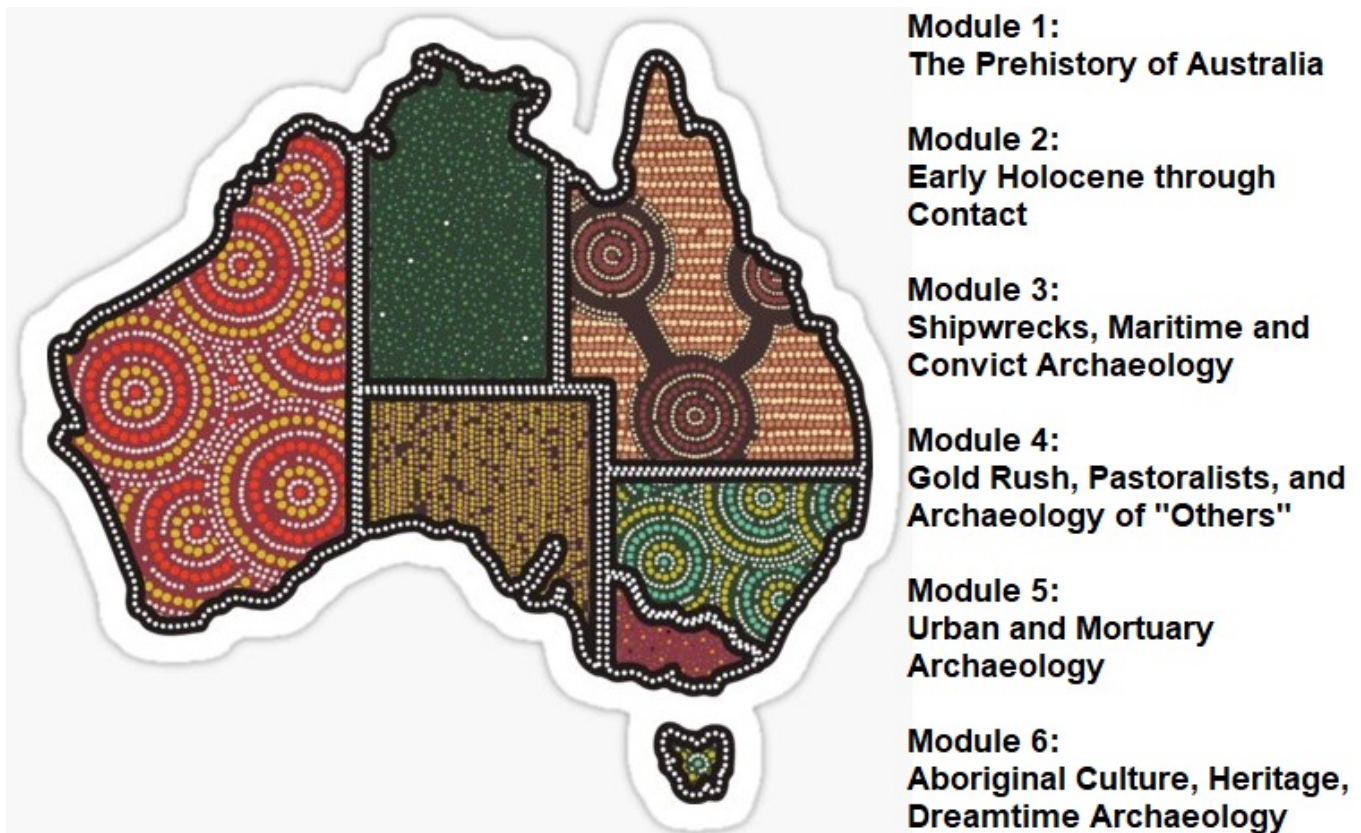 Module 1:
The Prehistory of Australia
Module 2:
Early Holocene through
Contact
Module 3:
Shipwrecks, Maritime and
Convict Archaeology
Module 4:
Gold Rush, Pastoralists, and
Archaeology of "Others"
Module 5:
Urban and Mortuary
Archaeology
Module 6:
Aboriginal Culture, Heritage,
Dreamtime Archaeology